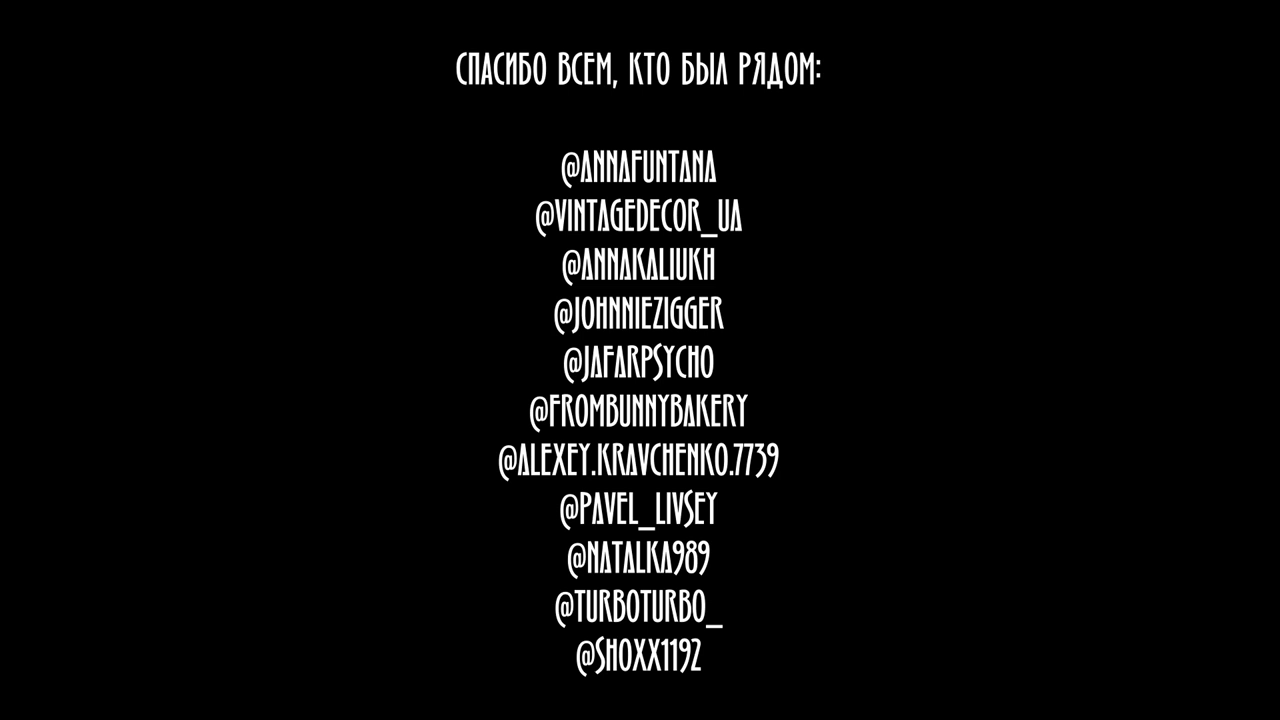 СПАСИБО ВСЕМ, КТО БЫЛ РЯДОМ:
@ANNAFUNTANA
@VINTAGEDECOR_UA
@ANNAKALIUKH
@JOHNNIEZIGGER
@JAFARPSYCHO
@FROMBUNNYBAKERY
@ALEXEY.KRAVCHENKO.7739
@PAVEL_LIVSEY
@NATALKA989
@TURBOTURBO_
@SHOXX1192